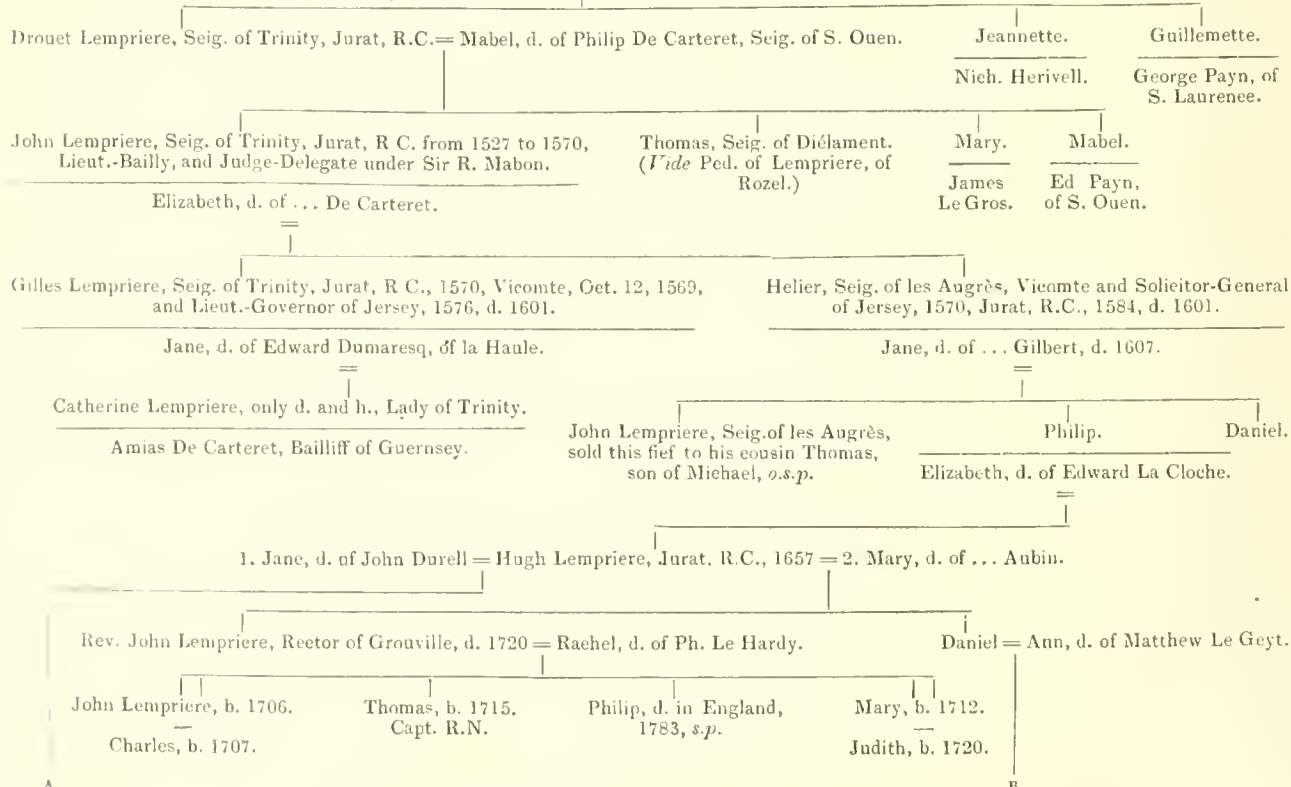 Drouet Lempriere, Seig. of Trinity, Jurat, R.C. = Mabel, d. of Philip De Carteret, Seig. of S. Ouen. Jeannette. Guillemette.
Nich. Herivell. George Payn, of
S. Laurence.
John Lempriere, Seig. of Trinity, Jurat, R C. from 1527 to 1570, Thomas, Seig. of Diélament. Mary. Mabel.
Lieut.-Bailly, and Judge-Delegate under Sir R. Mabon. (Vide Ped. of Lempriere, of James Ed Payn,
Rozel.) Le Gros. of S. Ouen.
Elizabeth, d. of ... De Carteret.
=
Gilles Lempriere, Seig. of Trinity, Jurat, R C., 1570, Vicomte, Oct. 12, 1569, Helier, Seig. of les Augrès, Vicomte and Solicitor-General
and Lieut.-Governor of Jersey, 1576, d. 1601. of Jersey, 1570, Jurat, R.C., 1584, d. 1601.
Jane, d. of Edward Dumaresq, of la Haule. Jane, d. of ... Gilbert, d. 1607.
= =
Catherine Lempriere, only d. and h., Lady of Trinity.
Amias De Carteret, Bailliff of Guernsey.
John Lempriere, Seig. of les Augrès, Philip. Daniel.
sold this fief to his cousin Thomas,
son of Michael, o.s.p. Elizabeth, d. of Edward La Cloche.
=
1. Jane, d. of John Durell = Hugh Lempriere, Jurat, R.C., 1657 = 2. Mary, d. of ... Aubin.
Rev. John Lempriere, Rector of Grouville, d. 1720 = Rachel, d. of Ph. Le Hardy. Daniel = Ann, d. of Matthew Le Geyt.
John Lempriere, b. 1706. Thomas, b. 1715. Philip, d. in England, Mary, b. 1712.
— Capt. R.N. 1783, s.p. —
Charles, b. 1707. Judith, b. 1720.
A B